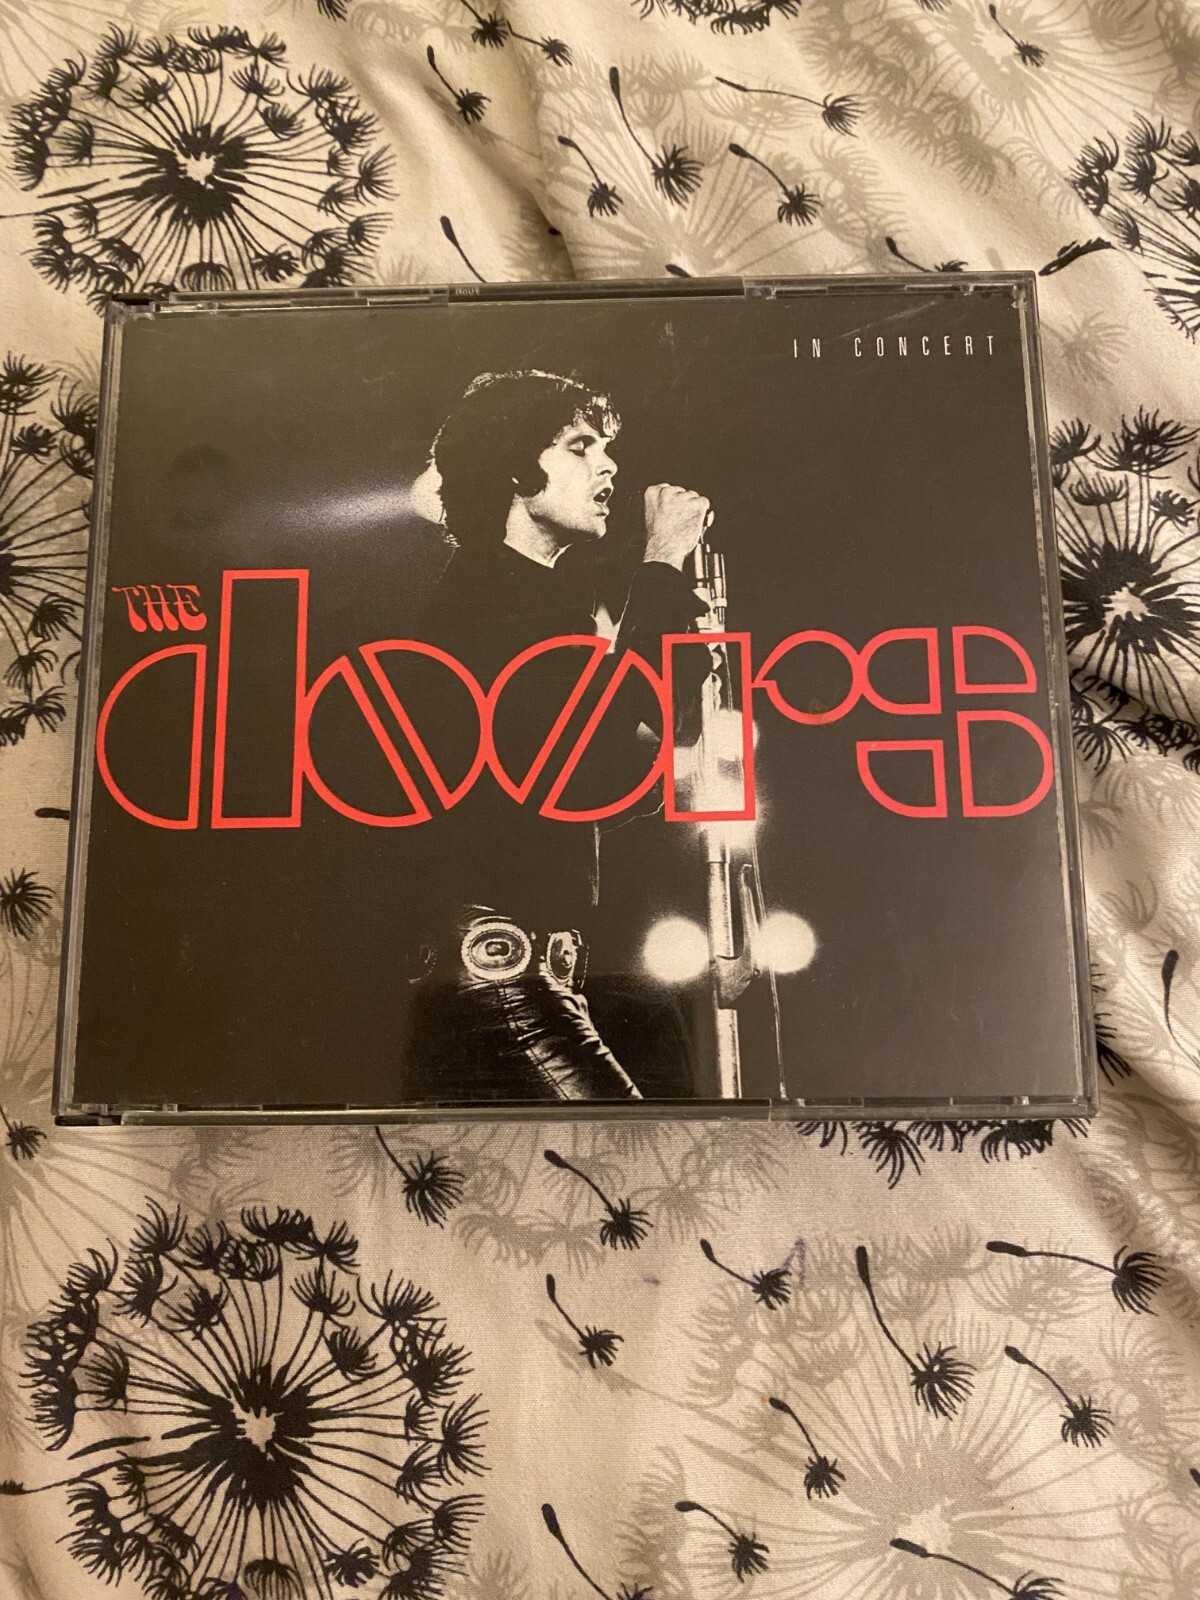 IN CONCERT
THE
doors